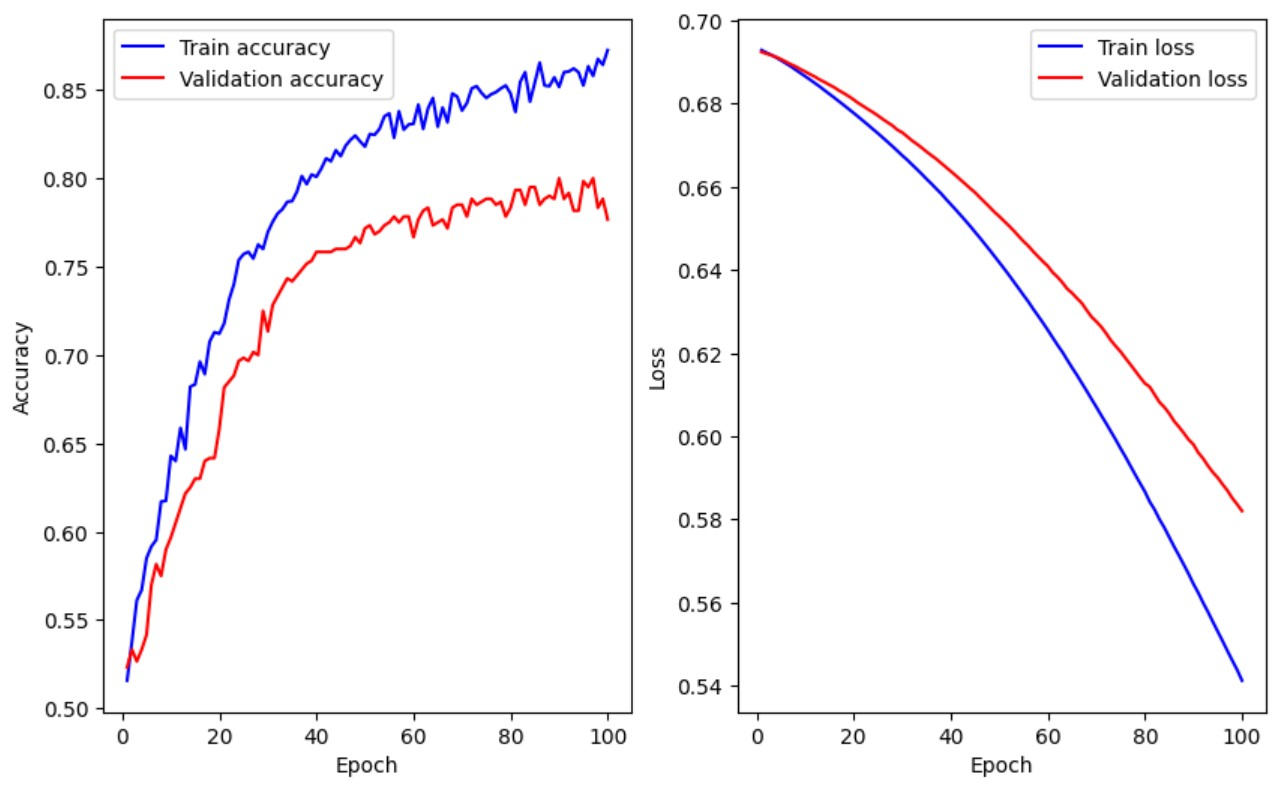 Train accuracy
Validation accuracy
0.85
0.80
0.75
0.70
0.65
0.60
0.55
0.50
Accuracy
0 20 40 60 80 100
Epoch
Train loss
Validation loss
0.70
0.68
0.66
0.64
0.62
0.60
0.58
0.56
0.54
Loss
0 20 40 60 80 100
Epoch